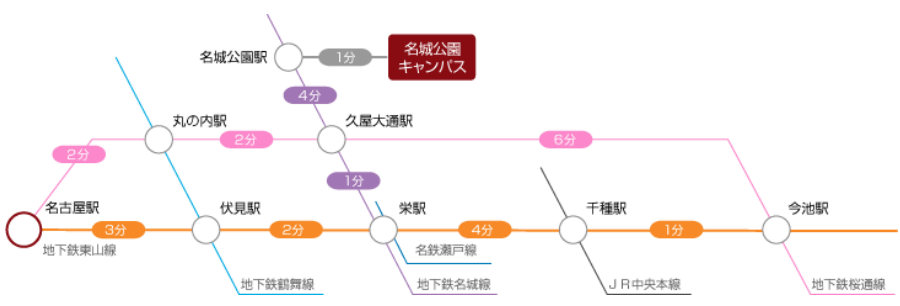 名城公園駅
1分
名城公園
キャンパス
4分
丸の内駅
久屋大通駅
2分
2分
6分
1分
名古屋駅
伏見駅
栄駅
千種駅
今池駅
3分
2分
4分
1分
地下鉄東山線
名鉄瀬戸線
地下鉄鶴舞線
地下鉄名城線
JR中央本線
地下鉄桜通線